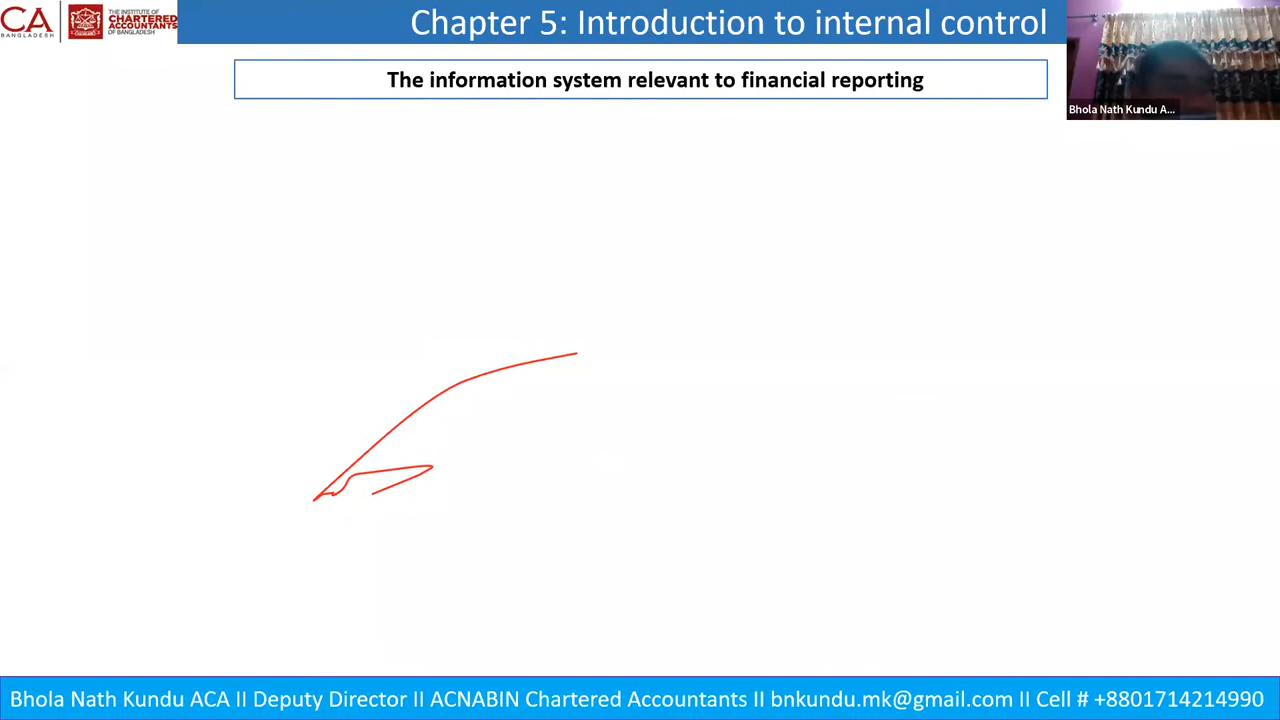 CA
BANGLADESH
THE INSTITUTE OF
CHARTERED
ACCOUNTANTS
OF BANGLADESH
Chapter 5: Introduction to internal control
The information system relevant to financial reporting
Bhola Nath Kundu A...
Bhola Nath Kundu ACA II Deputy Director II ACNABIN Chartered Accountants II bnkundu.mk@gmail.com II Cell # +8801714214990